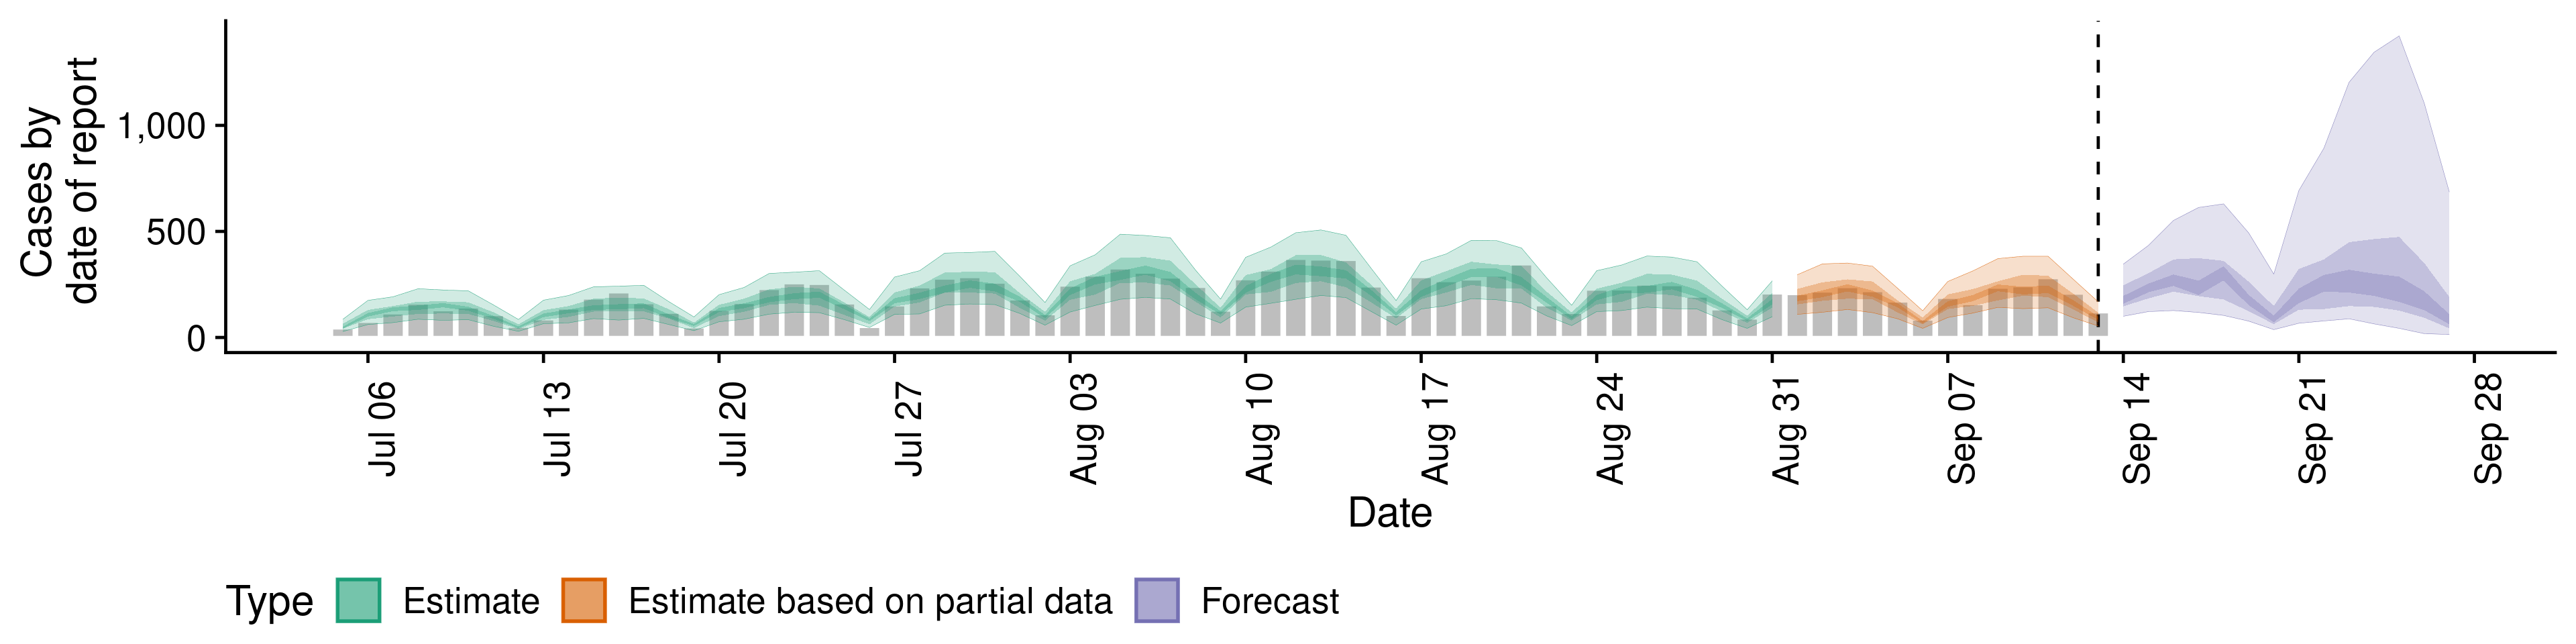 Cases by
date of report
1,000
500
0
Jul 06
Jul 13
Jul 20
Jul 27
Aug 03
Aug 10
Aug 17
Aug 24
Aug 31
Sep 07
Sep 14
Sep 21
Sep 28
Date
Type Estimate Estimate based on partial data Forecast